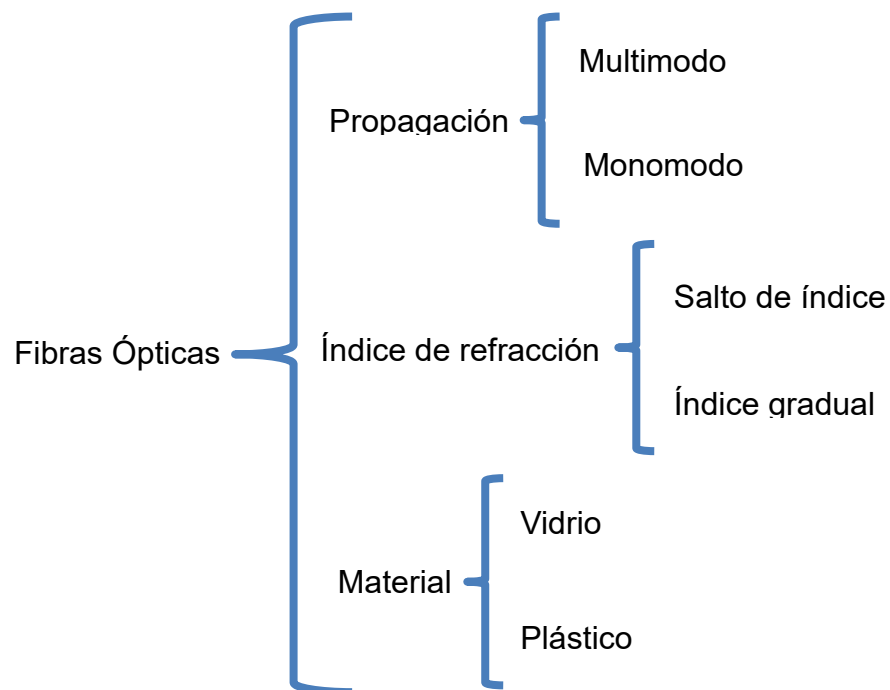 Fibras Ópticas
Propagación
Multimodo
Monomodo
Índice de refracción
Salto de índice
Índice gradual
Material
Vidrio
Plástico